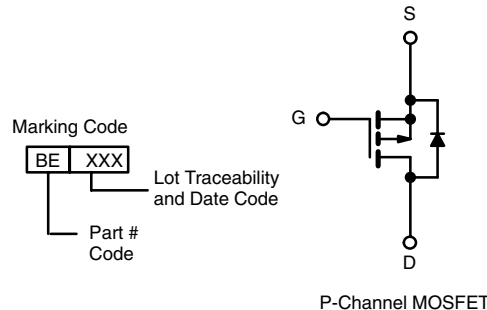 Marking Code
BE XXX
Lot Traceability
and Date Code
Part #
Code
S
G
D
P-Channel MOSFET